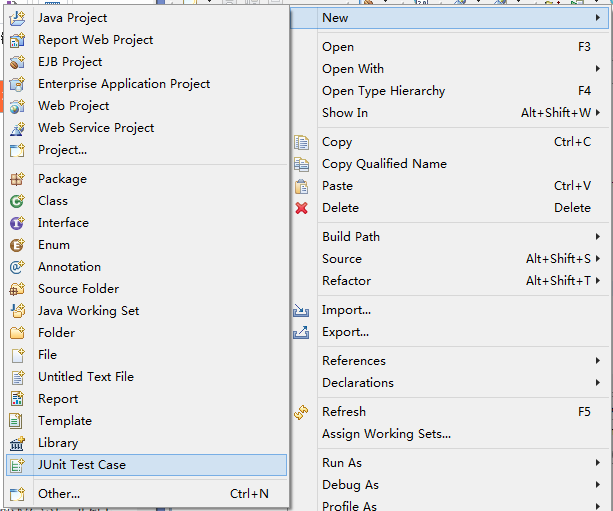 Java Project
Report Web Project
EJB Project
Enterprise Application Project
Web Project
Web Service Project
Project...
Package
Class
Interface
Enum
Annotation
Source Folder
Java Working Set
Folder
File
Untitled Text File
Report
Template
Library
JUnit Test Case
Other... Ctrl+N
New
Open F3
Open With
Open Type Hierarchy F4
Show In Alt+Shift+W
Copy Ctrl+C
Copy Qualified Name
Paste Ctrl+V
Delete Delete
Build Path
Source Alt+Shift+S
Refactor Alt+Shift+T
Import...
Export...
References
Declarations
Refresh F5
Assign Working Sets...
Run As
Debug As
Profile As